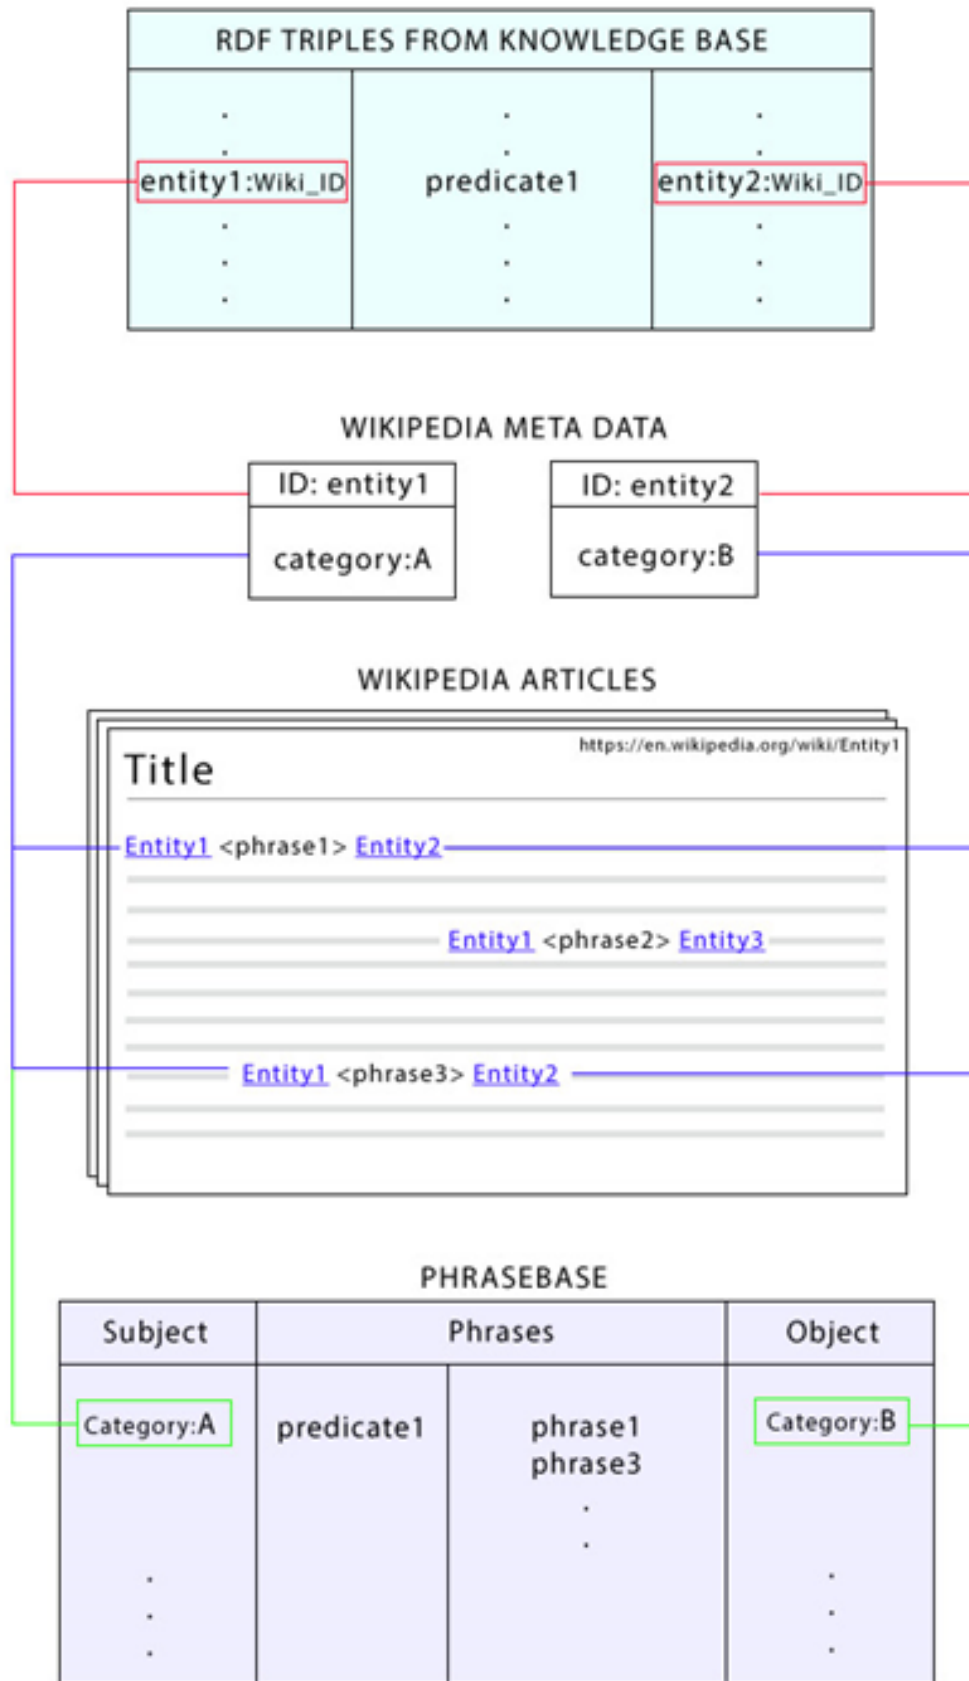 RDF TRIPLES FROM KNOWLEDGE BASE
entity1:Wiki_ID predicate1 entity2:Wiki_ID
WIKIPEDIA META DATA
ID: entity1 ID: entity2
category:A category:B
WIKIPEDIA ARTICLES
https://en.wikipedia.org/wiki/Entity1
Title
Entity1 <phrase1> Entity2
Entity1 <phrase2> Entity3
Entity1 <phrase3> Entity2
PHRASEBASE
Subject Phrases Object
Category:A predicate1 phrase1 Category:B
phrase3